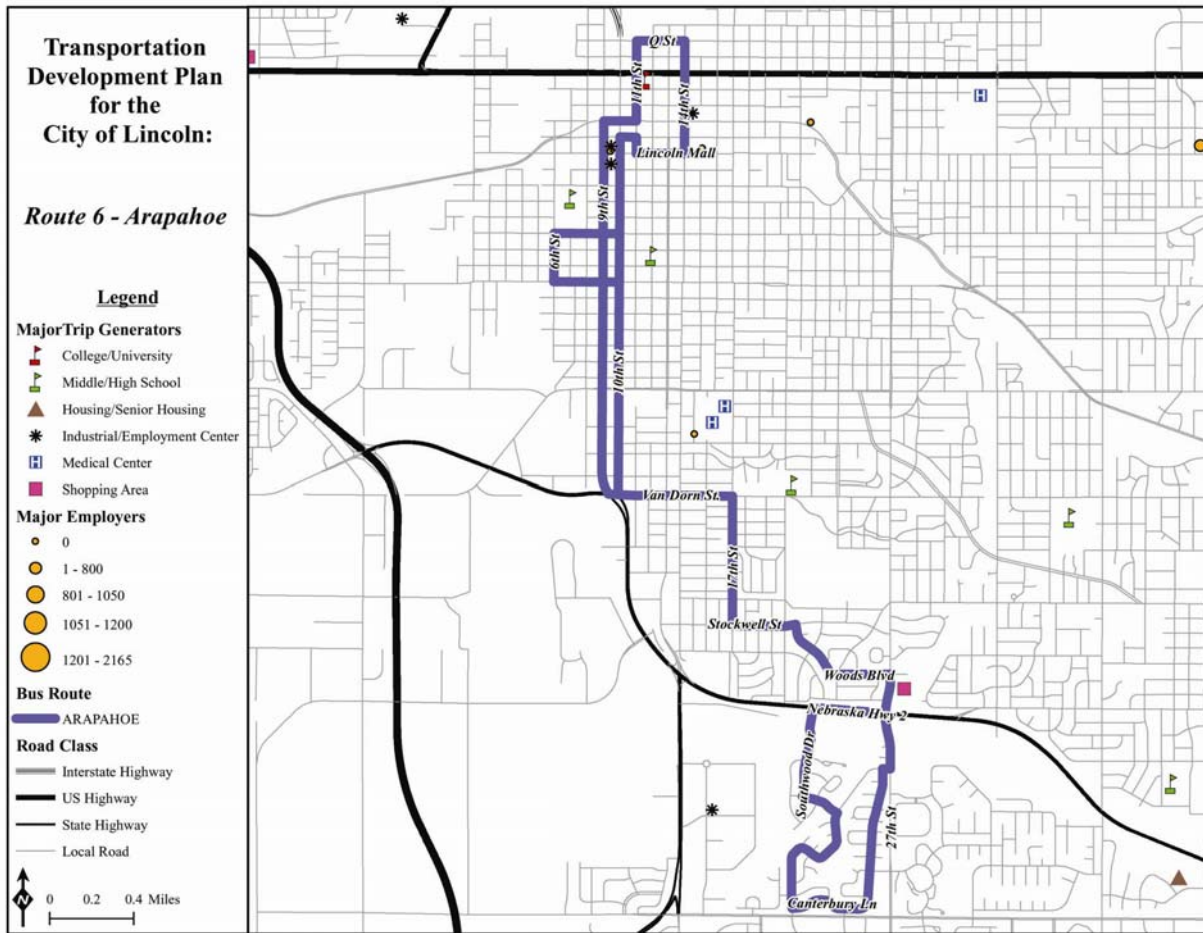 Transportation
Development Plan
for the
City of Lincoln:
Route 6 - Arapahoe
Legend
MajorTrip Generators
College/University
Middle/High School
Housing/Senior Housing
Industrial/Employment Center
H Medical Center
Shopping Area
Major Employers
0
1 - 800
801 - 1050
1051 - 1200
1201 - 2165
Bus Route
ARAPAHOE
Road Class
Interstate Highway
US Highway
State Highway
Local Road
N
0 0.2 0.4 Miles
Q St
11th St
14th St
H
Lincoln Mall
9th St
6th St
10th St
H
H
Van Dorn St.
17th St
Stockwell St
Woods Blvd
Nebraska Hwy 2
Southwood Dr.
27th St
Canterbury Ln